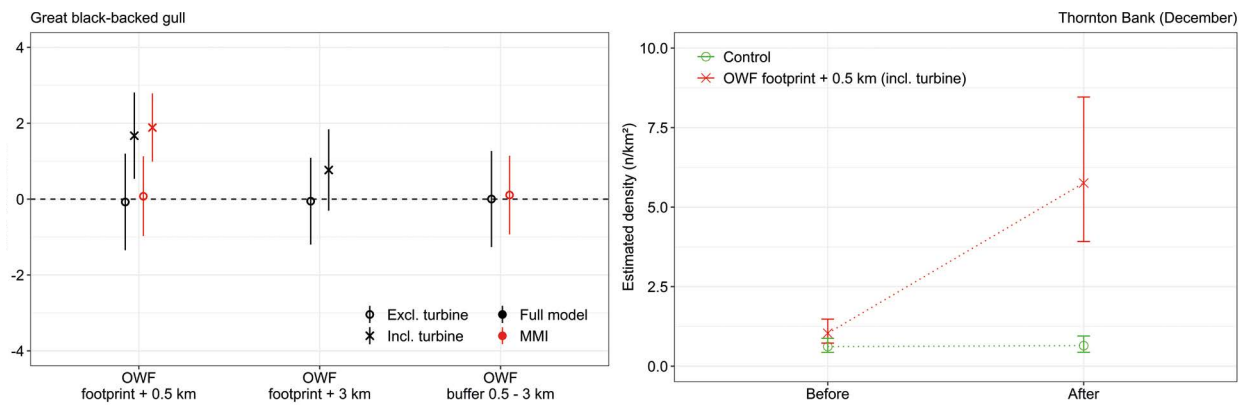 Great black-backed gull
4
2
0
-2
-4
Excl. turbine
Incl. turbine
Full model
MMI
OWF
footprint + 0.5 km
OWF
footprint + 3 km
OWF
buffer 0.5 - 3 km
Thornton Bank (December)
Estimated density (n/km²)
10.0
7.5
5.0
2.5
0.0
Control
OWF footprint + 0.5 km (incl. turbine)
Before
After